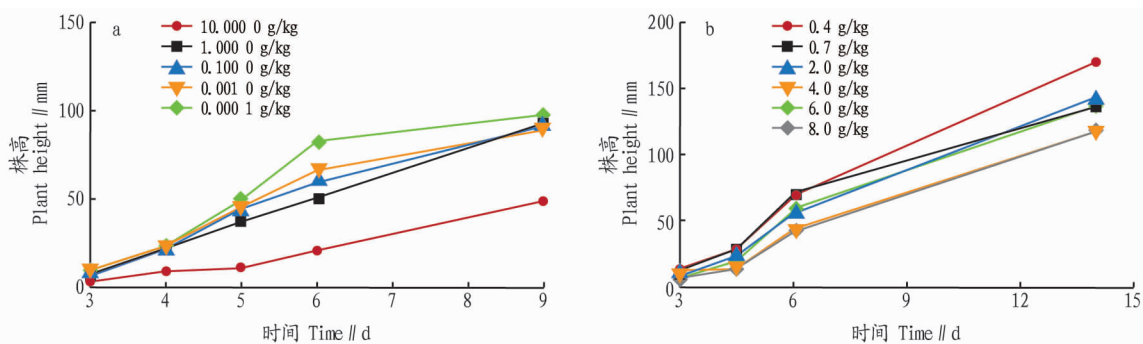 a
10.000 0 g/kg
1.000 0 g/kg
0.100 0 g/kg
0.001 0 g/kg
0.000 1 g/kg
150
100
50
0
株高
Plant height∥mm
3 4 5 6 7 8 9
时间 Time∥d
b
0.4 g/kg
0.7 g/kg
2.0 g/kg
4.0 g/kg
6.0 g/kg
8.0 g/kg
200
150
100
50
0
株高
Plant height∥mm
3 6 9 12 15
时间 Time∥d